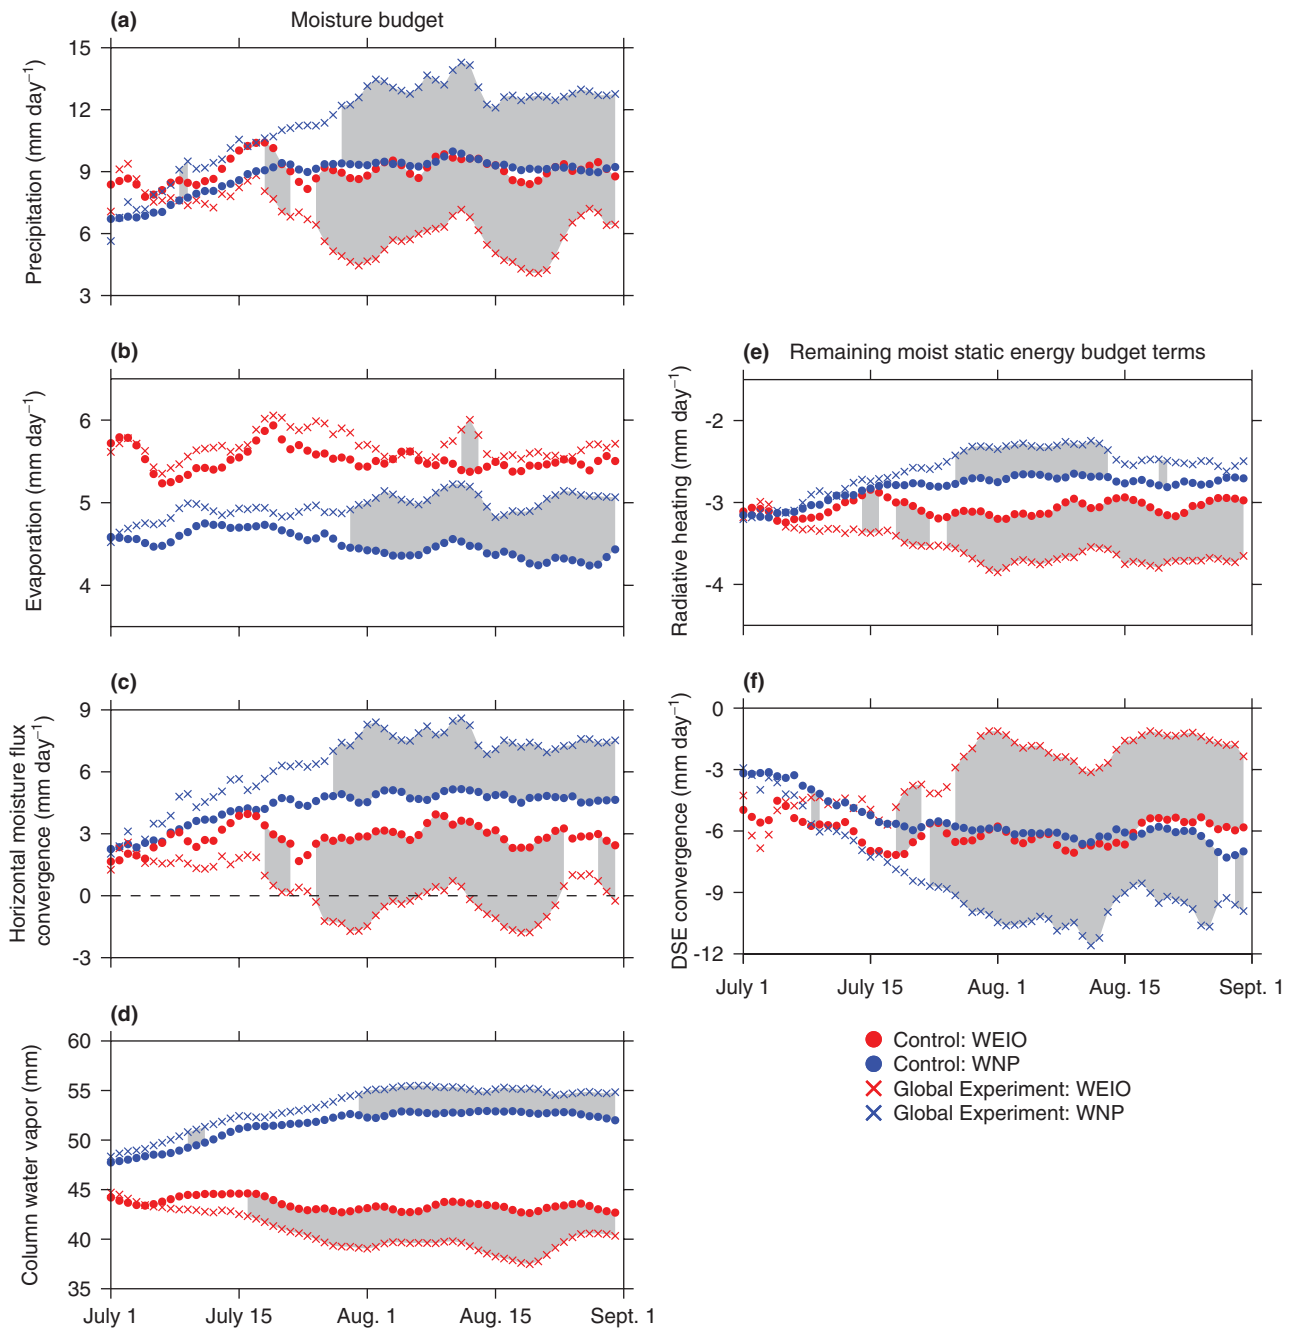 (a)
Moisture budget
Precipitation (mm day−1)
15
12
9
6
3
(b)
Evaporation (mm day−1)
6
5
4
(c)
Horizontal moisture flux
convergence (mm day−1)
9
6
3
0
-3
(d)
Column water vapor (mm)
60
55
50
45
40
35
July 1
July 15
Aug. 1
Aug. 15
Sept. 1
(e)
Remaining moist static energy budget terms
Radiative heating (mm day−1)
-2
-3
-4
(f)
DSE convergence (mm day−1)
0
-3
-6
-9
-12
July 1
July 15
Aug. 1
Aug. 15
Sept. 1
Control: WEIO
Control: WNP
Global Experiment: WEIO
Global Experiment: WNP